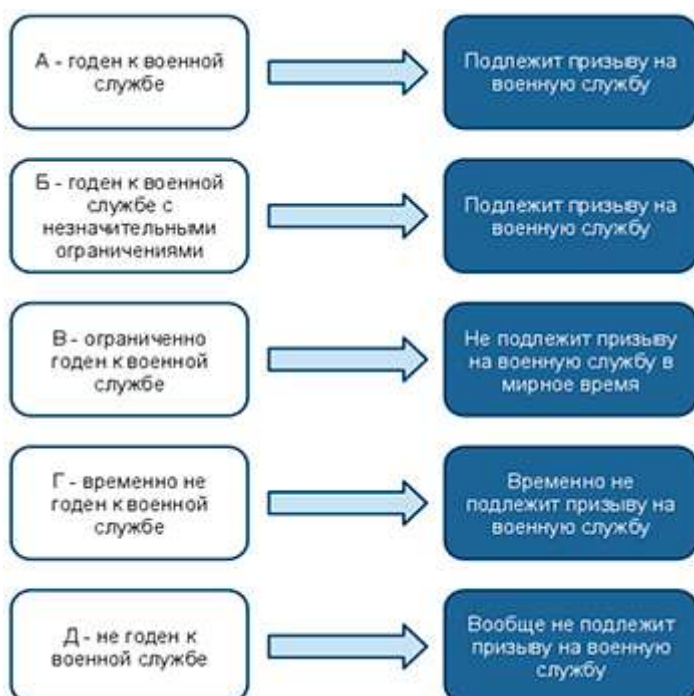 А - годен к военной
службе
Подлежит призыву на
военную службу
Б - годен к военной
службе с
незначительными
ограничениями
Подлежит призыву на
военную службу
В - ограниченно
годен к военной
службе
Не подлежит призыву
на военную службу в
мирное время
Г - временно не
годен к военной
службе
Временно не
подлежит призыву на
военную службу
Д - не годен к
военной службе
Вообще не подлежит
призыву на военную
службу